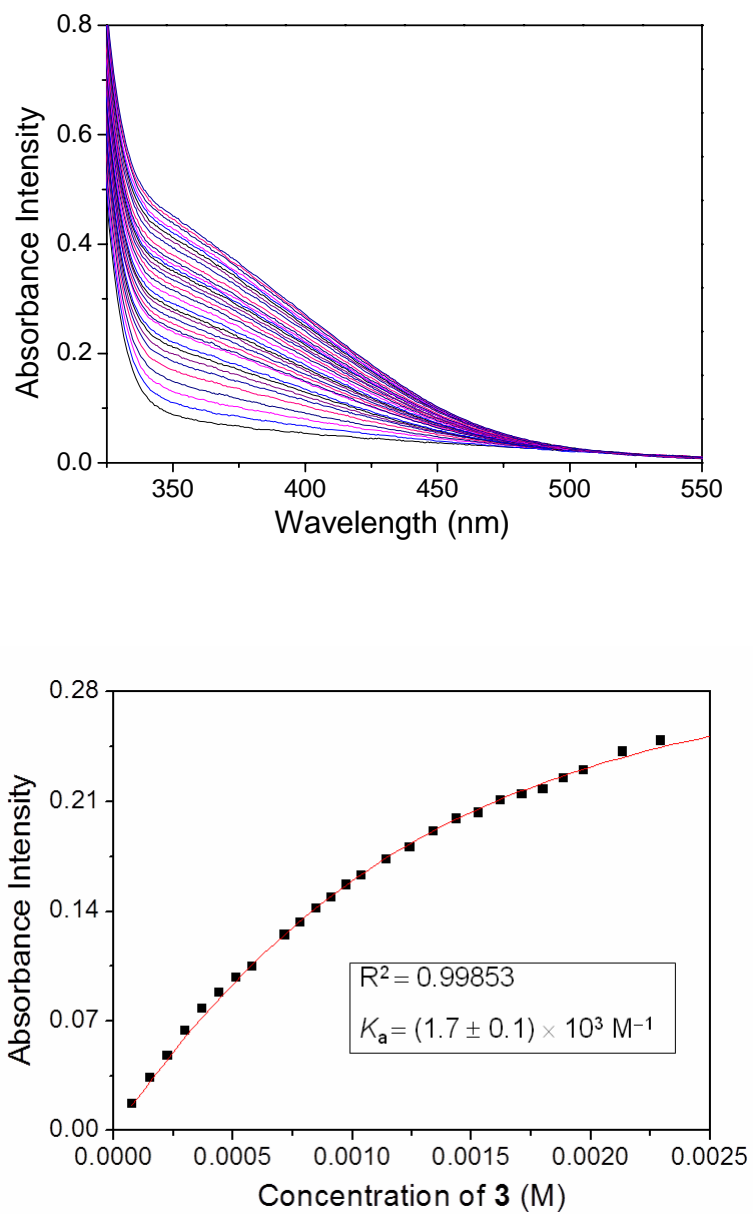 0.8
0.6
0.4
0.2
0.0
Absorbance Intensity
350 400 450 500 550
Wavelength (nm)
0.28
0.21
0.14
0.07
0.00
Absorbance Intensity
R² = 0.99853
Kₐ = (1.7 ± 0.1) × 10³ M⁻¹
0.0000 0.0005 0.0010 0.0015 0.0020 0.0025
Concentration of 3 (M)